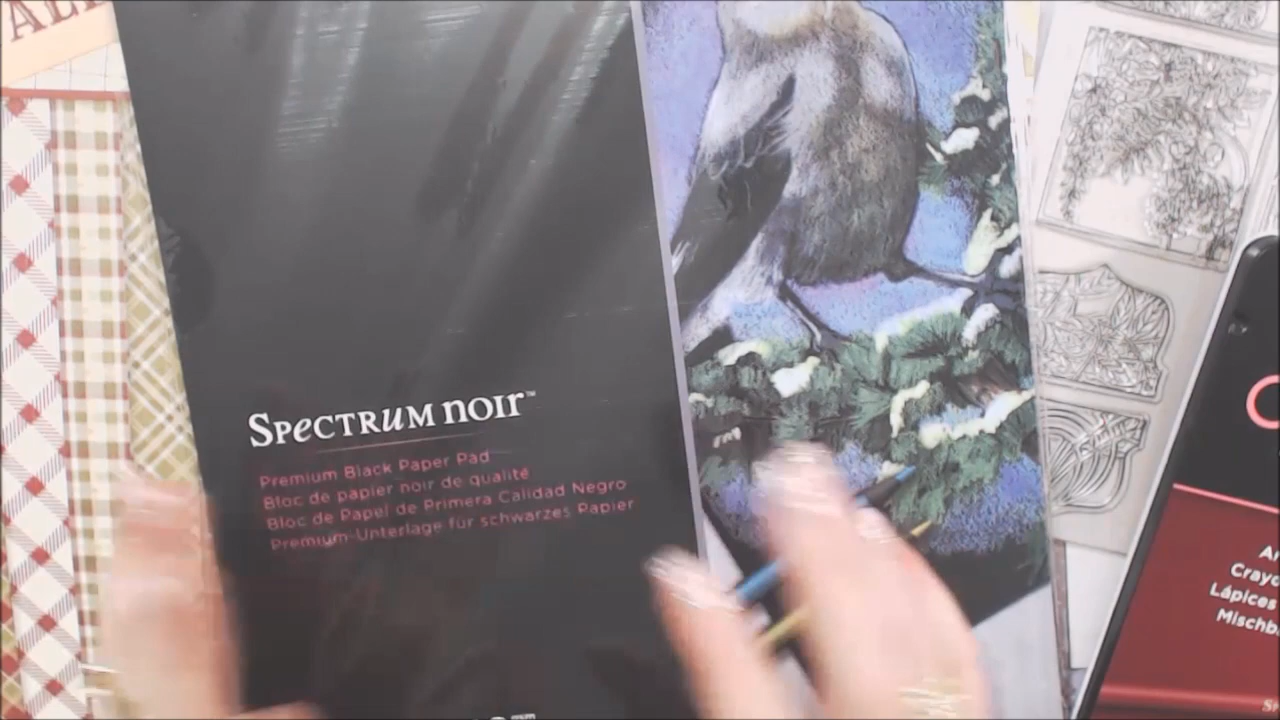 ALL
SPECTRUM NOIR™
Premium Black Paper Pad
Bloc de papier noir de qualité
Bloc de Papel de Primera Calidad Negro
Premium-Unterlage für schwarzes Papier
Crayo
Lápices
Mischb